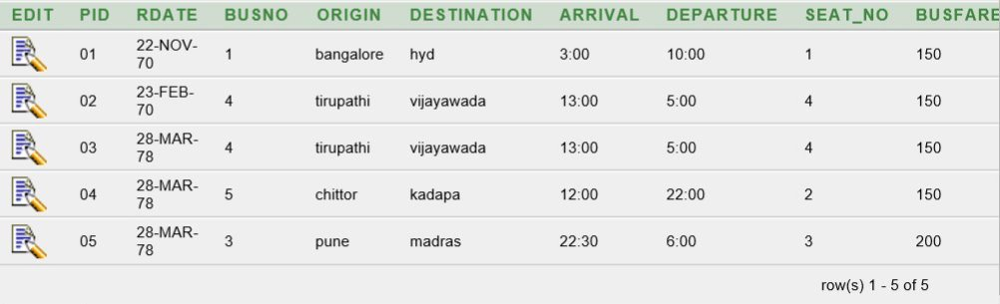 EDIT PID RDATE BUSNO ORIGIN DESTINATION ARRIVAL DEPARTURE SEAT_NO BUSFARE
01 22-NOV-70 1 bangalore hyd 3:00 10:00 1 150
02 23-FEB-70 4 tirupathi vijayawada 13:00 5:00 4 150
03 28-MAR-78 4 tirupathi vijayawada 13:00 5:00 4 150
04 28-MAR-78 5 chittor kadapa 12:00 22:00 2 150
05 28-MAR-78 3 pune madras 22:30 6:00 3 200
row(s) 1 - 5 of 5